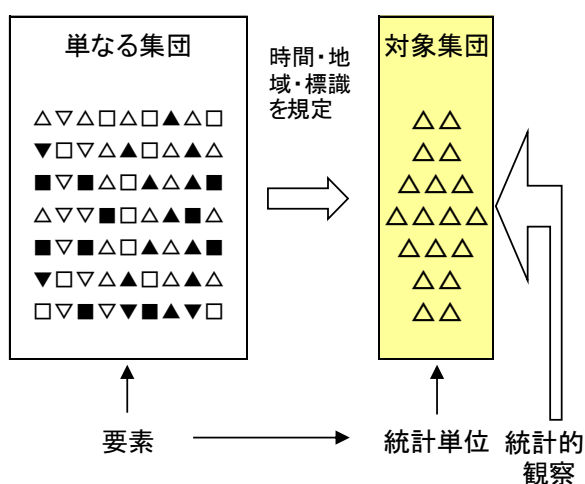 単なる集団
対象集団
時間・地
域・標識
を規定
要素
統計単位
統計的
観察